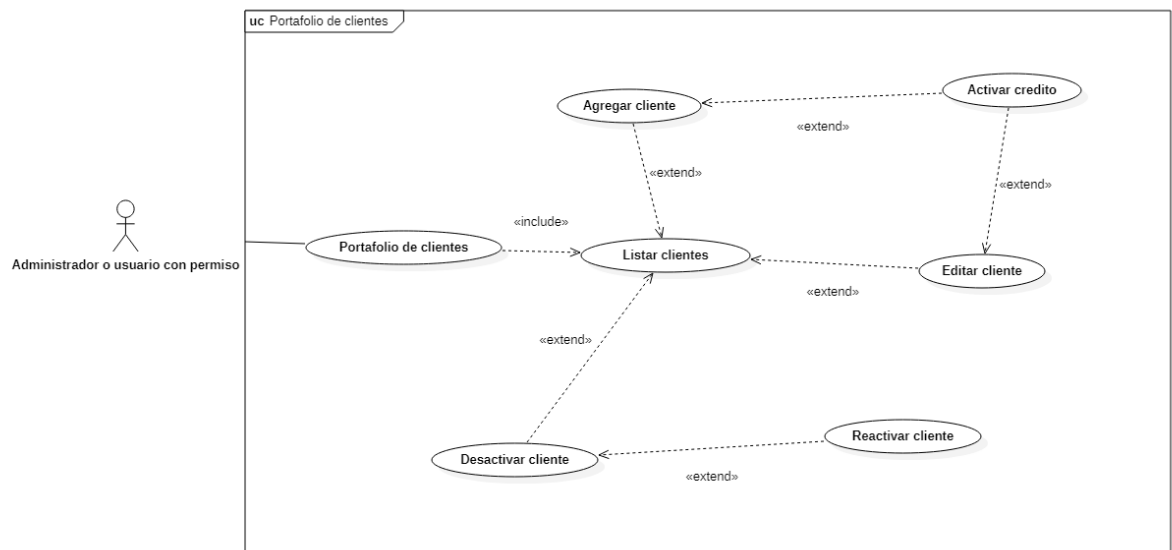 uc Portafolio de clientes
Agregar cliente
Activar credito
«extend»
«extend»
«extend»
«include»
Administrador o usuario con permiso
Portafolio de clientes
Listar clientes
Editar cliente
«extend»
«extend»
Desactivar cliente
Reactivar cliente
«extend»